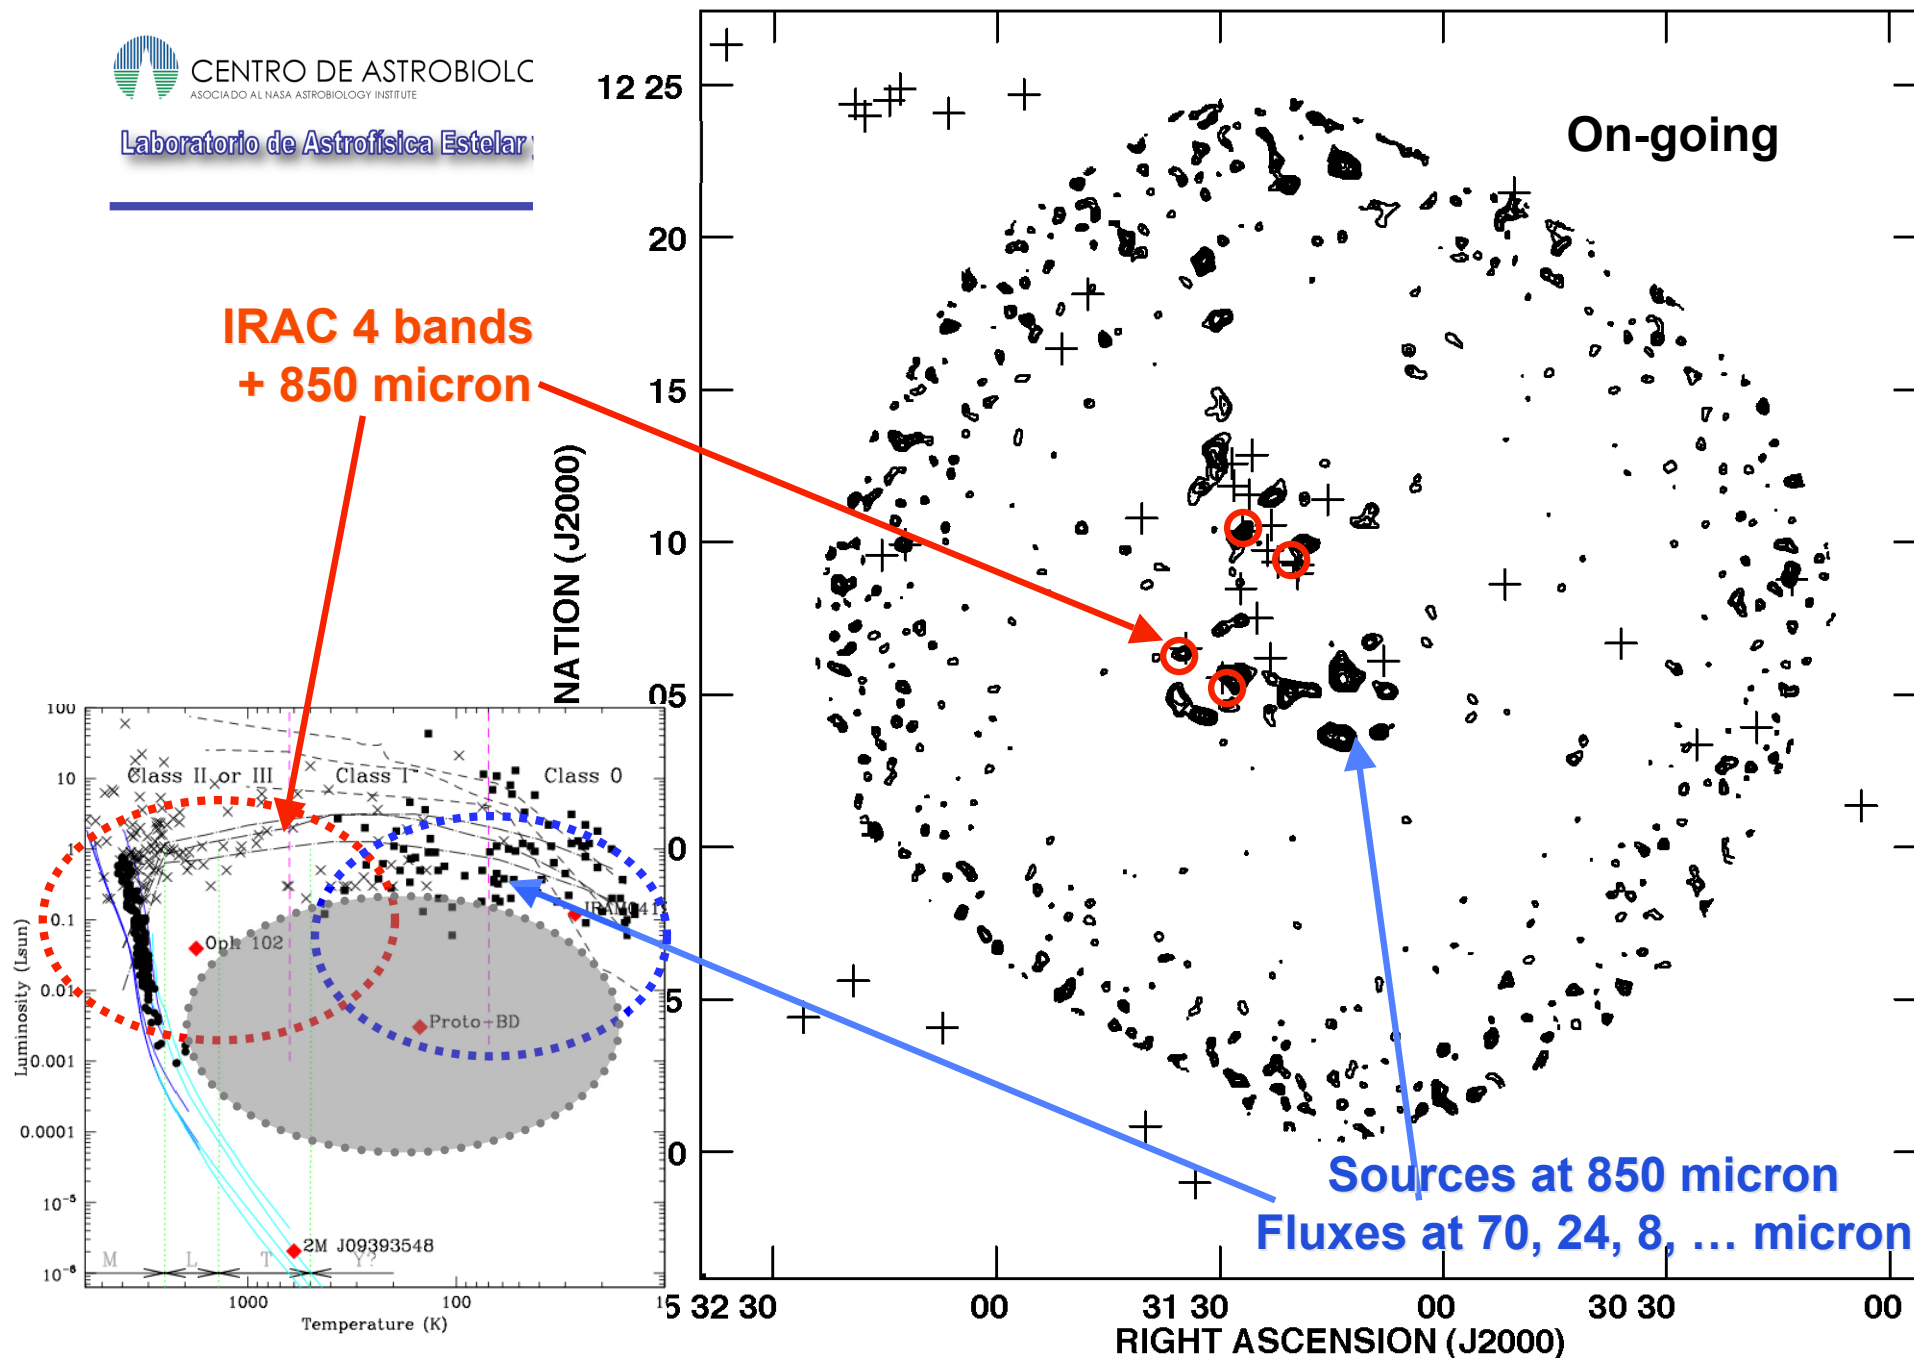 CENTRO DE ASTROBIOLO
ASOCIADO AL NASA ASTROBIOLOGY INSTITUTE
Laboratorio de Astrofísica Estelar y
On-going
IRAC 4 bands
+ 850 micron
12 25
20
15
10
05
0
5
0
NATION (J2000)
5 32 30
00
31 30
00
30 30
00
RIGHT ASCENSION (J2000)
Sources at 850 micron
Fluxes at 70, 24, 8, … micron
100
10
1
0.1
0.01
0.001
0.0001
10⁻⁵
10⁻⁶
Luminosity (Lsun)
Class II or III
Class I
Class 0
IRAM041
Oph 102
Proto-BD
2M J09393548
M
L
T
Y?
1000
100
1
Temperature (K)